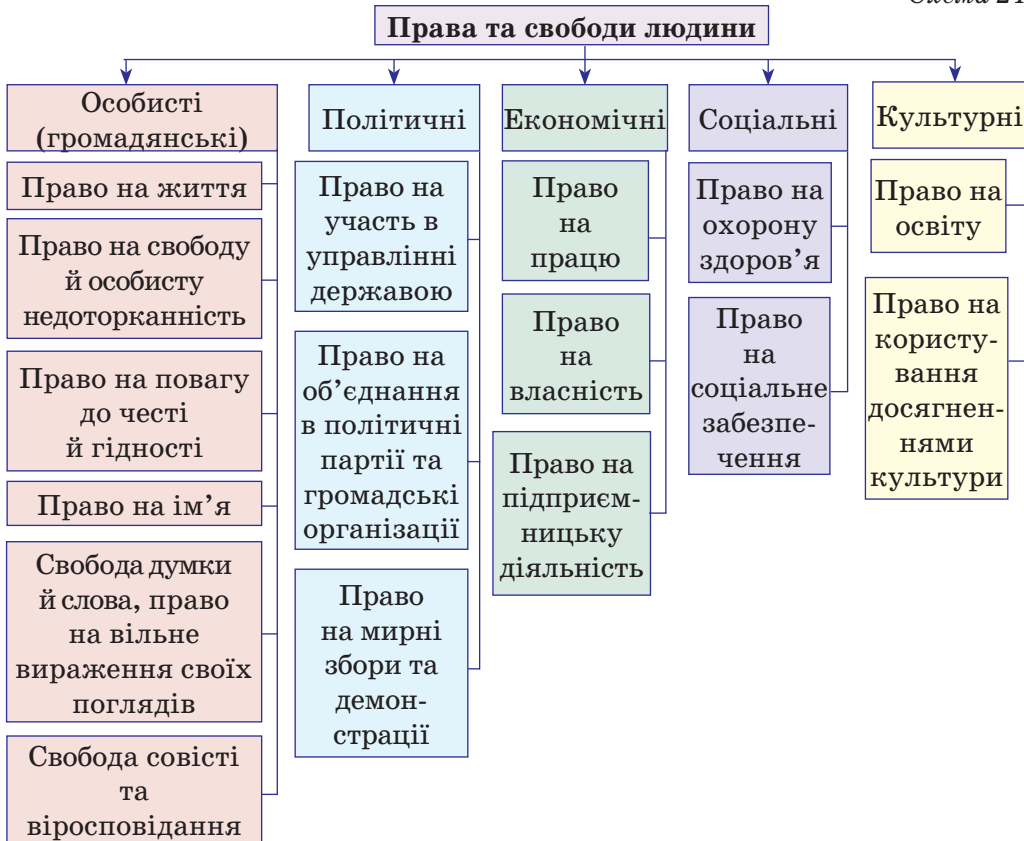 Схема 21
Права та свободи людини
Особисті
(громадянські)
Право на життя
Право на свободу
й особисту
недоторканність
Право на повагу
до честі
й гідності
Право на ім’я
Свобода думки
й слова, право
на вільне
вираження своїх
поглядів
Свобода совісті
та
віросповідання
Політичні
Право на
участь в
управлінні
державою
Право на
об’єднання
в політичні
партії та
громадські
організації
Право
на мирні
збори та
демон-
страції
Економічні
Право
на
працю
Право
на
власність
Право на
підприєм-
ницьку
діяльність
Соціальні
Право на
охорону
здоров’я
Право
на
соціальне
забезпе-
чення
Культурні
Право на
освіту
Право на
користу-
вання
досягнен-
нями
культури